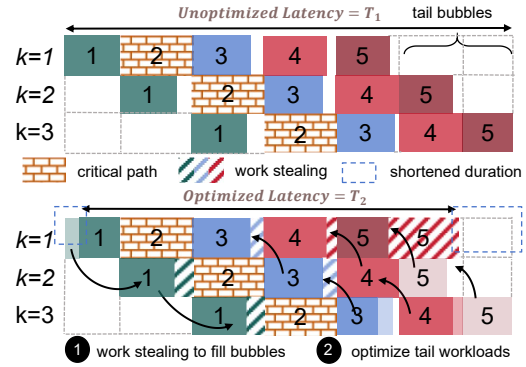 Unoptimized Latency = T₁
tail bubbles
k=1 1 2 3 4 5
k=2 1 2 3 4 5
k=3 1 2 3 4 5
critical path work stealing shortened duration
Optimized Latency = T₂
k=1 1 2 3 4 5 5
k=2 1 2 3 4 5
k=3 1 2 3 4 5
1 work stealing to fill bubbles 2 optimize tail workloads